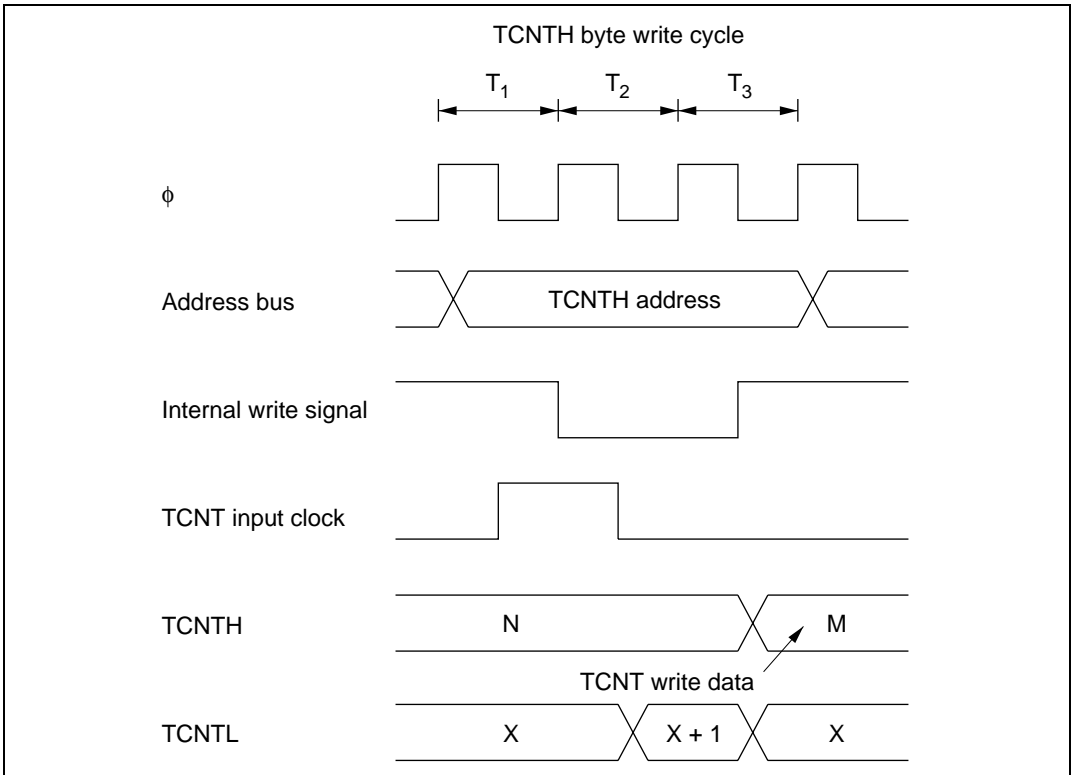 TCNTH byte write cycle
T1 T2 T3
φ
Address bus
TCNTH address
Internal write signal
TCNT input clock
TCNTH
N
M
TCNT write data
TCNTL
X
X + 1
X